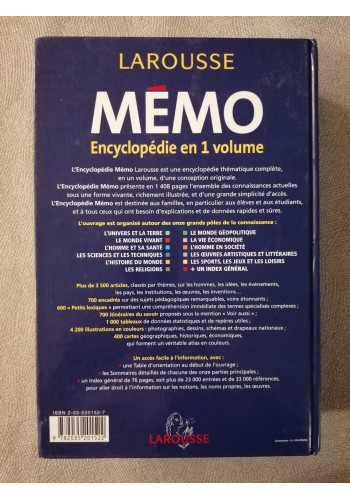 LAROUSSE
MÉMO
Encyclopédie en 1 volume
L'Encyclopédie Mémo Larousse est une encyclopédie thématique complète,
en un volume, d'une conception originale.
L'Encyclopédie Mémo présente en 1 408 pages l'ensemble des connaissances actuelles
sous une forme vivante, richement illustrée, et d'une grande simplicité d'accès.
L'Encyclopédie Mémo est destinée aux familles, en particulier aux élèves et aux étudiants,
et à tous ceux qui ont besoin d'explications et de données rapides et sûres.
L'ouvrage est organisé autour des onze grands pôles de la connaissance :
L'UNIVERS ET LA TERRE
LE MONDE VIVANT
L'HOMME ET SA SANTÉ
LES SCIENCES ET LES TECHNIQUES
L'HISTOIRE DU MONDE
LES RELIGIONS
LE MONDE GÉOPOLITIQUE
LA VIE ÉCONOMIQUE
L'HOMME EN SOCIÉTÉ
LES ŒUVRES ARTISTIQUES ET LITTÉRAIRES
LES SPORTS, LES JEUX ET LES LOISIRS
+ UN INDEX GÉNÉRAL
Plus de 3 500 articles, classés par thèmes, sur les hommes, les idées, les événements,
les pays, les institutions, les œuvres, les inventions...
700 encadrés sur des sujets pédagogiques remarquables, voire étonnants ;
600 « Petits lexiques » permettant une compréhension immédiate des termes spécialisés complexes ;
700 itinéraires du savoir proposés sous la mention « Voir aussi » ;
1 000 tableaux de données statistiques et de repères utiles ;
4 200 illustrations en couleurs : photographies, dessins, schémas et drapeaux nationaux ;
400 cartes géographiques, historiques, économiques,
qui forment un véritable atlas en couleurs.
Un accès facile à l'information, avec :
• une Table d'orientation au début de l'ouvrage ;
• les Sommaires détaillés de chacune des onze parties principales ;
• un Index général de 76 pages, soit plus de 23 000 entrées et de 33 000 références,
pour aller droit à l'information sur les notions, les noms propres, les œuvres.
ISBN 2-03-520152-7
9 782035 201522
LAROUSSE